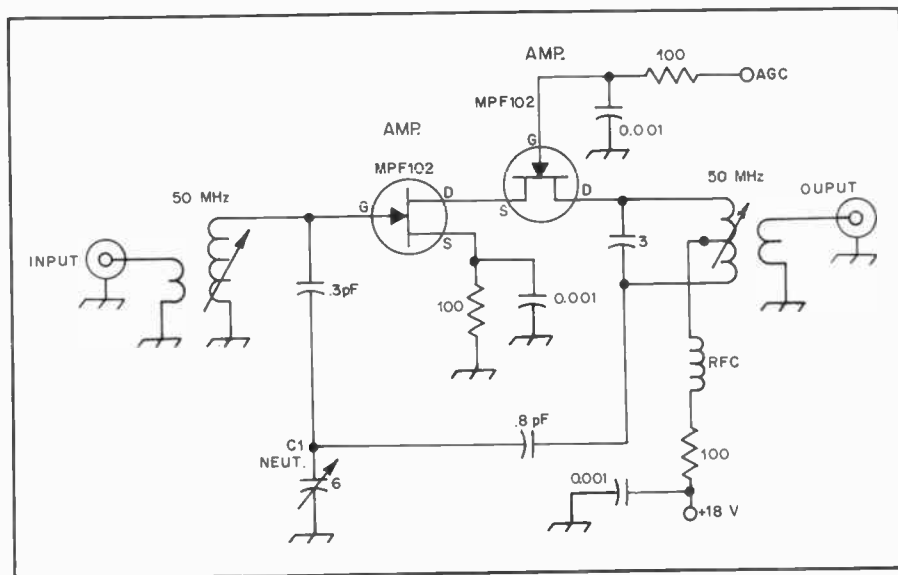 AMP.
100
AGC
MPF102
0.001
AMP.
G
MPF102
50 MHz
D
S
D
50 MHz
OUPUT
G
S
INPUT
3
.3pF
100
0.001
RFC
.8 pF
C1
NEUT.
6
100
0.001
+18 V